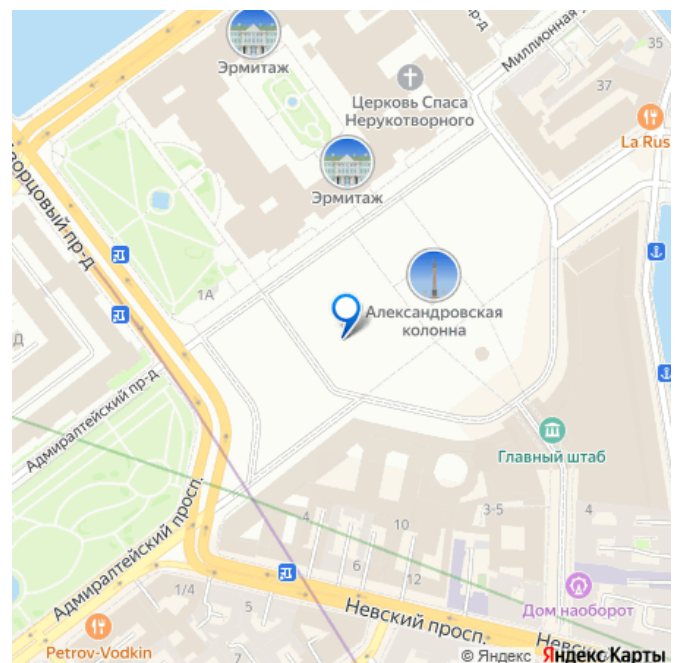 Эрмитаж
Миллионная
пр-д
35
37
Церковь Спаса
Нерукотворного
La Rus
Эрмитаж
Дворцовый пр-д
1А
Д
Александровская
колонна
Адмиралтейский пр-д
Главный штаб
Адмиралтейский просп.
4
10
3-5
4
6
12
1/4
5
Дом наоборот
Невский просп.
Petrov-Vodkin
© Яндекс Яндекс Карты